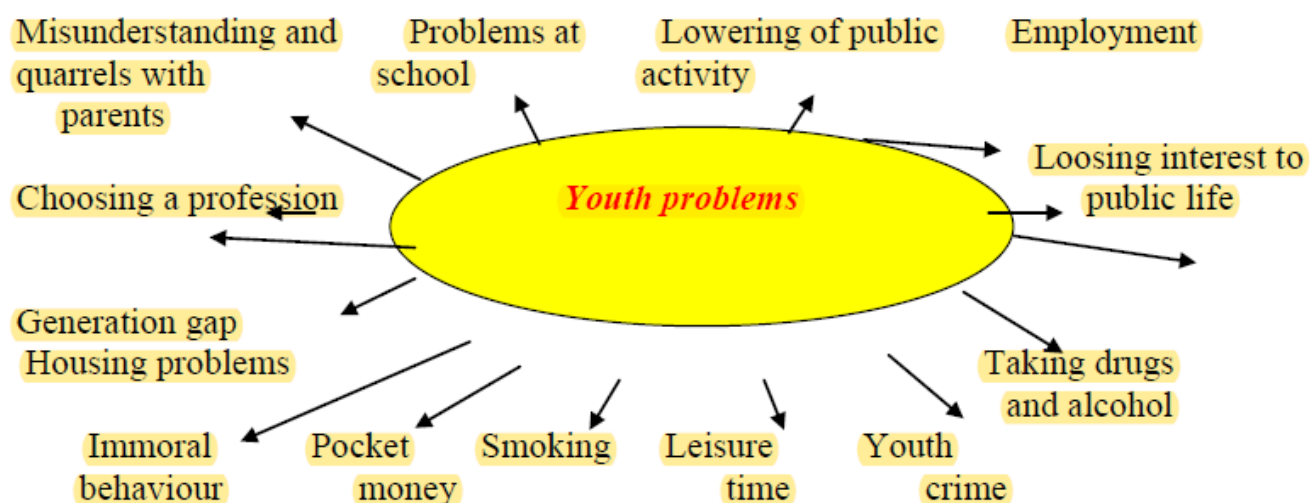 Misunderstanding and Problems at Lowering of public Employment
quarrels with school activity
parents
Loosing interest to
Choosing a profession Youth problems public life
Generation gap
Housing problems Taking drugs
and alcohol
Immoral Pocket Smoking Leisure Youth
behaviour money time crime